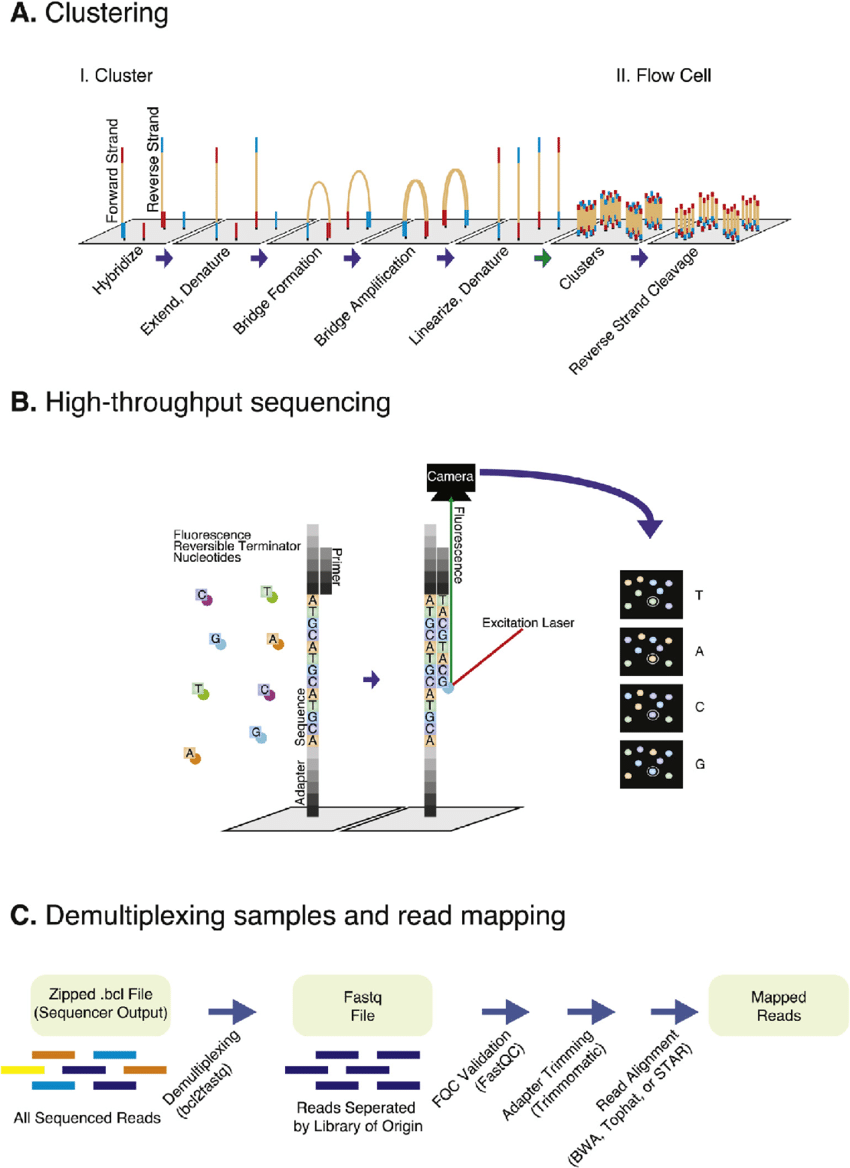 A. Clustering
I. Cluster
II. Flow Cell
Forward Strand
Reverse Strand
Hybridize
Extend, Denature
Bridge Formation
Bridge Amplification
Linearize, Denature
Clusters
Reverse Strand Cleavage
B. High-throughput sequencing
Camera
Fluorescence
Reversible Terminator
Nucleotides
Primer
Fluorescence
C
T
G
A
T
C
G
A
Sequence
Adapter
A
T
G
C
A
T
G
C
A
T
G
C
A
A
T
G
C
A
T
G
C
A
T
G
C
A
T
A
C
G
T
A
C
G
Excitation Laser
T
A
C
G
C. Demultiplexing samples and read mapping
Zipped .bcl File
(Sequencer Output)
All Sequenced Reads
Demultiplexing
(bcl2fastq)
Fastq
File
Reads Seperated
by Library of Origin
FQC Validation
(FastQC)
Adapter Trimming
(Trimmomatic)
Read Alignment
(BWA, Tophat, or STAR)
Mapped
Reads